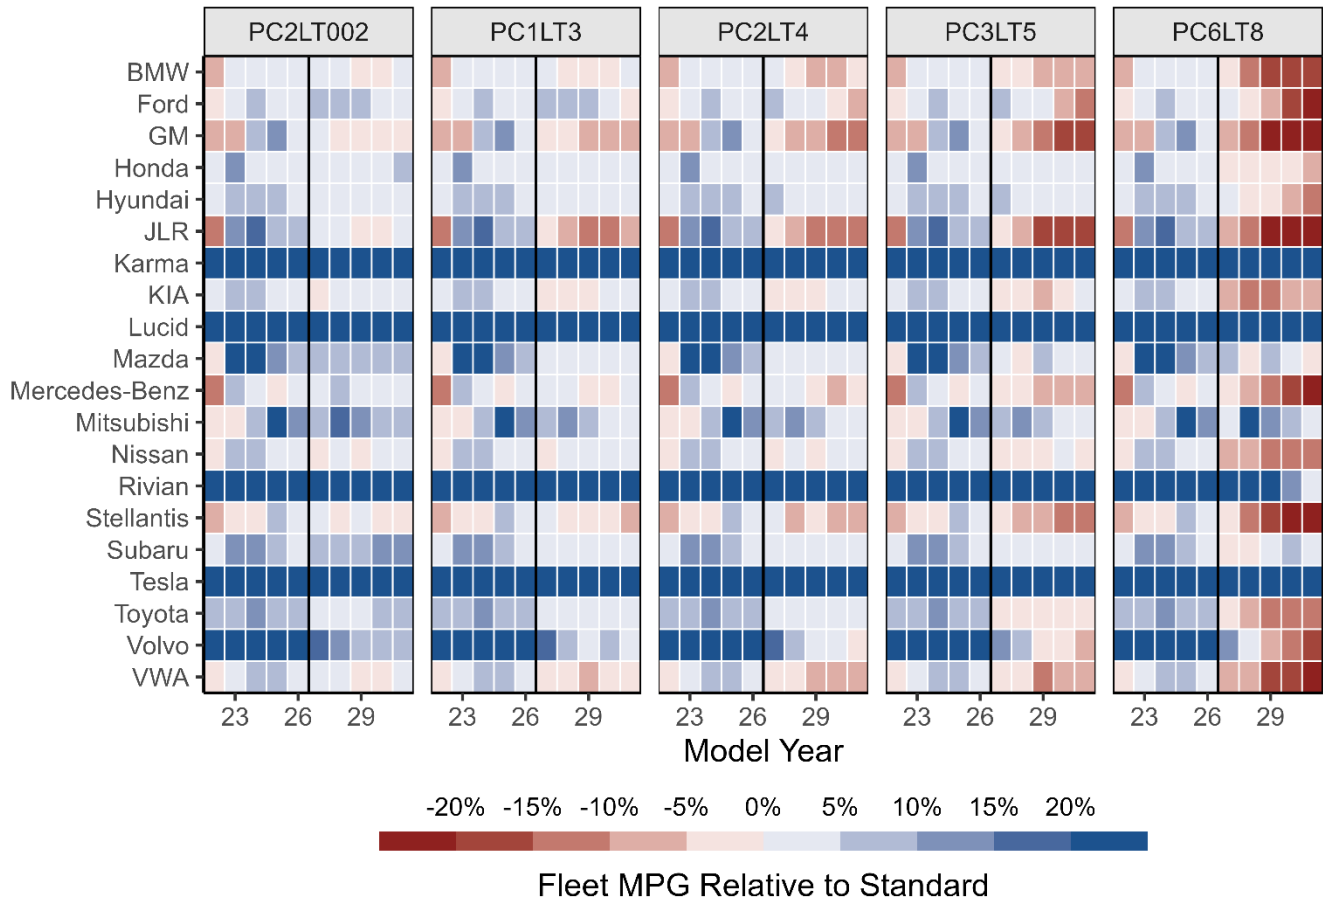 PC2LT002 PC1LT3 PC2LT4 PC3LT5 PC6LT8
BMW
Ford
GM
Honda
Hyundai
JLR
Karma
KIA
Lucid
Mazda
Mercedes-Benz
Mitsubishi
Nissan
Rivian
Stellantis
Subaru
Tesla
Toyota
Volvo
VWA
23 26 29 23 26 29 23 26 29 23 26 29 23 26 29
Model Year
-20% -15% -10% -5% 0% 5% 10% 15% 20%
Fleet MPG Relative to Standard